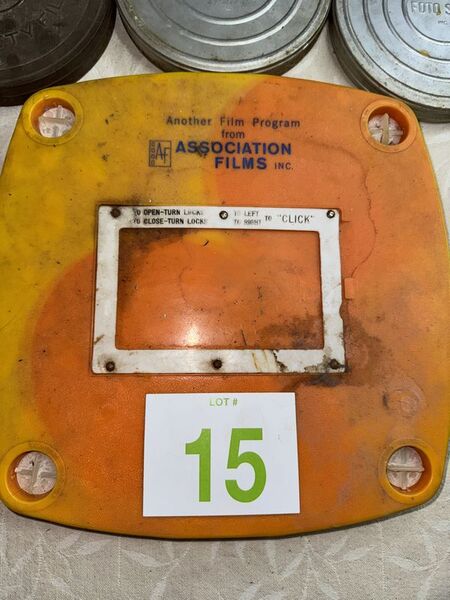 Another Film Program
from
AF ASSOCIATION
FILMS INC.
TO OPEN-TURN LOCKS TO LEFT
TO CLOSE-TURN LOCKS TO RIGHT TO "CLICK"
LOT #
15